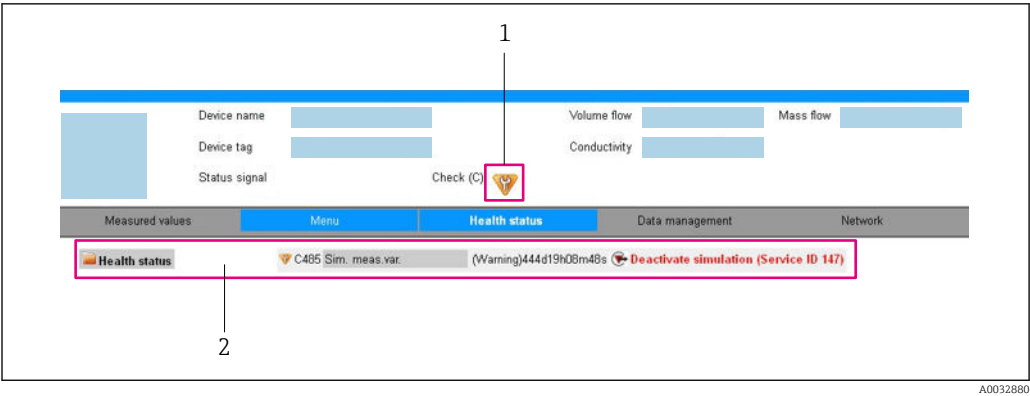 1
Device name Volume flow Mass flow
Device tag Conductivity
Status signal Check (C)
Measured values Menu Health status Data management Network
Health status C485 Sim. meas.var. (Warning)444d19h08m48s Deactivate simulation (Service ID 147)
2
A0032880